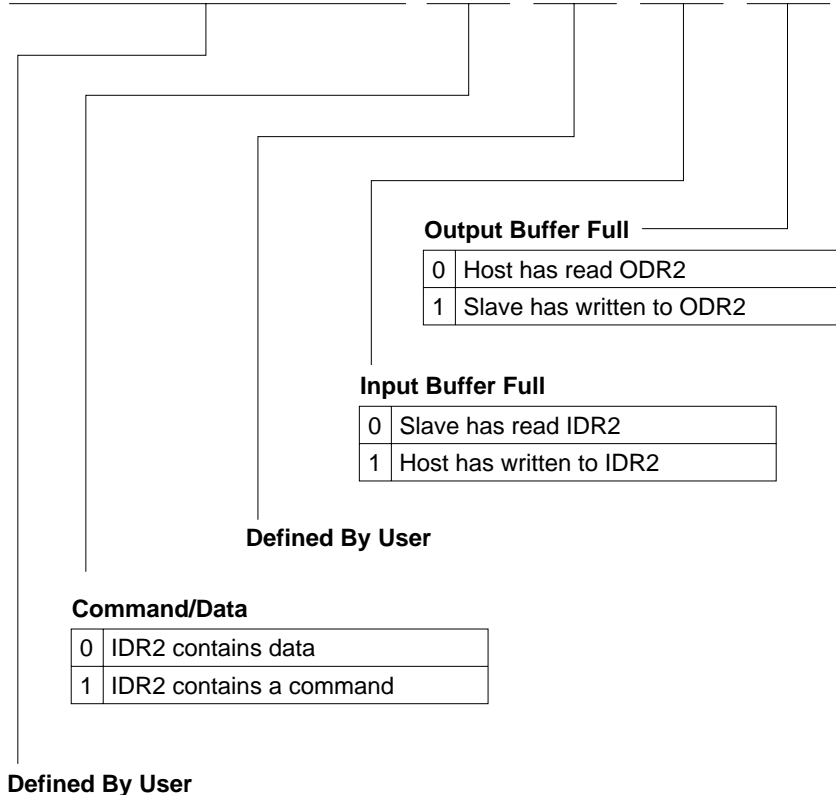 Output Buffer Full
0 Host has read ODR2
1 Slave has written to ODR2
Input Buffer Full
0 Slave has read IDR2
1 Host has written to IDR2
Defined By User
Command/Data
0 IDR2 contains data
1 IDR2 contains a command
Defined By User